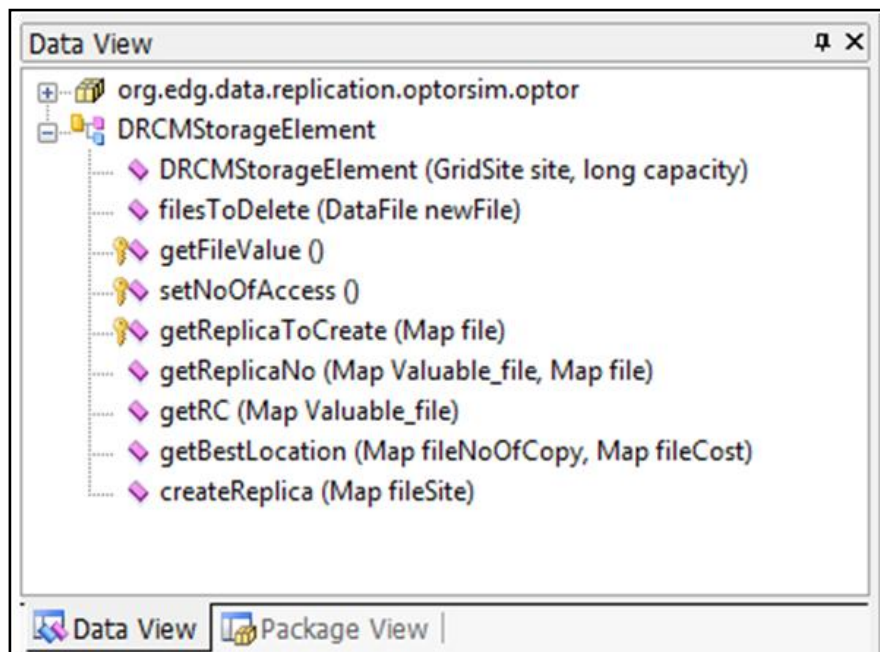 Data View
org.edg.data.replication.optorsim.optor
DRCMStorageElement
DRCMStorageElement (GridSite site, long capacity)
filesToDelete (DataFile newFile)
getFileValue ()
setNoOfAccess ()
getReplicaToCreate (Map file)
getReplicaNo (Map Valuable_file, Map file)
getRC (Map Valuable_file)
getBestLocation (Map fileNoOfCopy, Map fileCost)
createReplica (Map fileSite)
Data View Package View